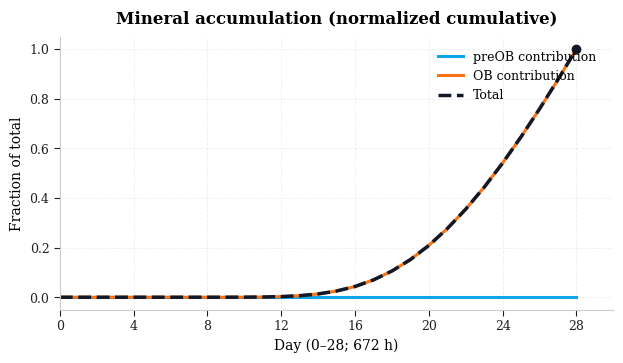 Mineral accumulation (normalized cumulative)
preOB contribution
OB contribution
Total
Fraction of total
1.0
0.8
0.6
0.4
0.2
0.0
0 4 8 12 16 20 24 28
Day (0–28; 672 h)